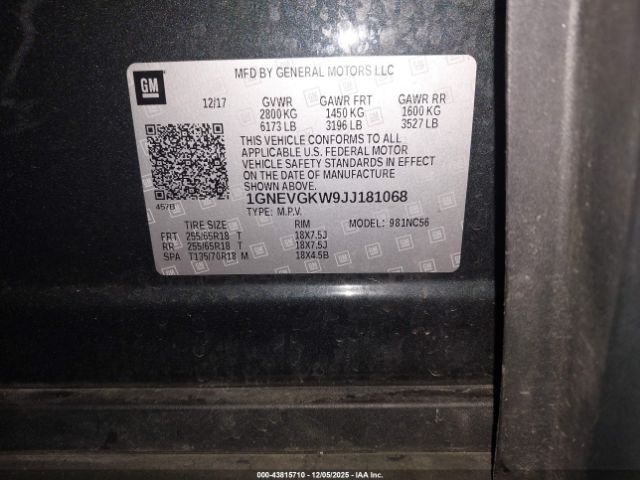 GM
MFD BY GENERAL MOTORS LLC
12/17 GVWR GAWR FRT GAWR RR
2800 KG 1450 KG 1600 KG
6173 LB 3196 LB 3527 LB
THIS VEHICLE CONFORMS TO ALL
APPLICABLE U.S. FEDERAL MOTOR
VEHICLE SAFETY STANDARDS IN EFFECT
ON THE DATE OF MANUFACTURE
SHOWN ABOVE.
457B 1GNEVGKW9JJ181068
TYPE: M.P.V.
TIRE SIZE RIM MODEL: 981NC56
FRT 255/65R18 T 18X7.5J
RR 255/65R18 T 18X7.5J
SPA T135/70R18 M 18X4.5B
000-43815710 - 12/05/2025 - IAAI, Inc.